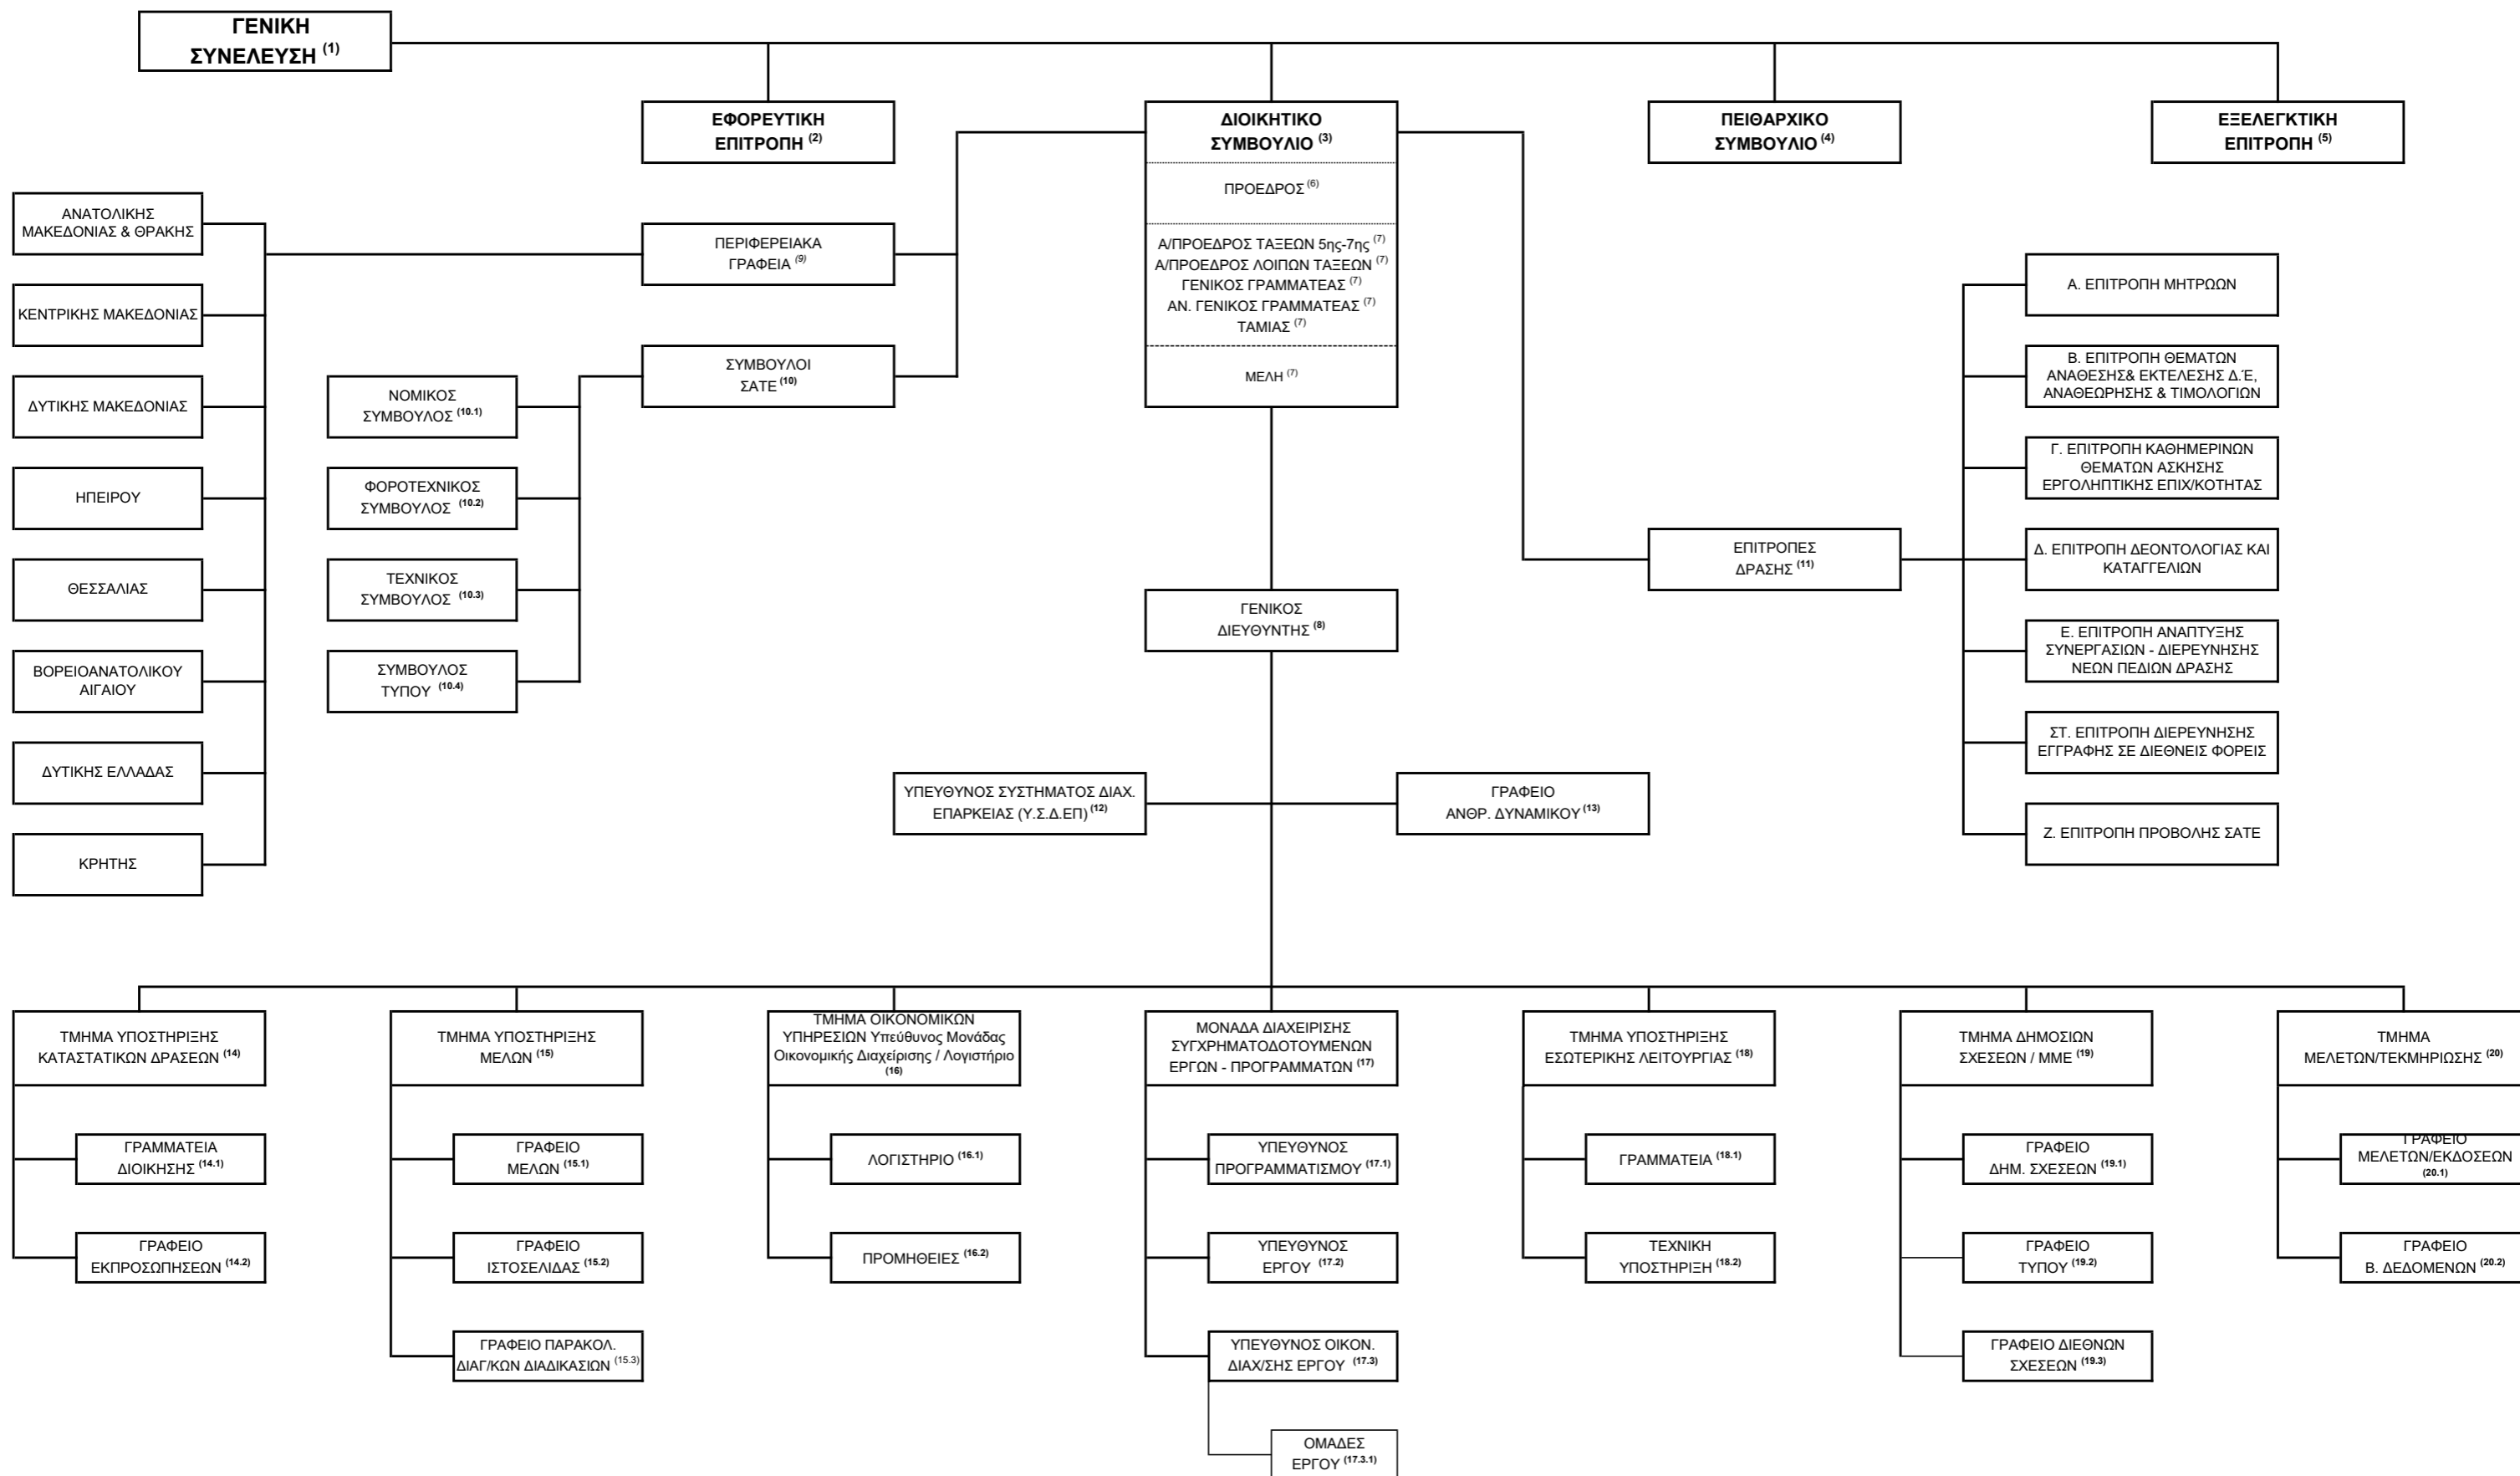 ΓΕΝΙΚΗ
ΣΥΝΕΛΕΥΣΗ (1)
ΕΦΟΡΕΥΤΙΚΗ
ΕΠΙΤΡΟΠΗ (2)
ΔΙΟΙΚΗΤΙΚΟ
ΣΥΜΒΟΥΛΙΟ (3)
ΠΡΟΕΔΡΟΣ (6)
Α/ΠΡΟΕΔΡΟΣ ΤΑΞΕΩΝ 5ης-7ης (7)
Α/ΠΡΟΕΔΡΟΣ ΛΟΙΠΩΝ ΤΑΞΕΩΝ (7)
ΓΕΝΙΚΟΣ ΓΡΑΜΜΑΤΕΑΣ (7)
ΑΝ. ΓΕΝΙΚΟΣ ΓΡΑΜΜΑΤΕΑΣ (7)
ΤΑΜΙΑΣ (7)
ΜΕΛΗ (7)
ΠΕΙΘΑΡΧΙΚΟ
ΣΥΜΒΟΥΛΙΟ (4)
ΕΞΕΛΕΓΚΤΙΚΗ
ΕΠΙΤΡΟΠΗ (5)
ΠΕΡΙΦΕΡΕΙΑΚΑ
ΓΡΑΦΕΙΑ (9)
ΑΝΑΤΟΛΙΚΗΣ
ΜΑΚΕΔΟΝΙΑΣ & ΘΡΑΚΗΣ
ΚΕΝΤΡΙΚΗΣ ΜΑΚΕΔΟΝΙΑΣ
ΔΥΤΙΚΗΣ ΜΑΚΕΔΟΝΙΑΣ
ΗΠΕΙΡΟΥ
ΘΕΣΣΑΛΙΑΣ
ΒΟΡΕΙΟΑΝΑΤΟΛΙΚΟΥ
ΑΙΓΑΙΟΥ
ΔΥΤΙΚΗΣ ΕΛΛΑΔΑΣ
ΚΡΗΤΗΣ
ΣΥΜΒΟΥΛΟΙ
ΣΑΤΕ (10)
ΝΟΜΙΚΟΣ
ΣΥΜΒΟΥΛΟΣ (10.1)
ΦΟΡΟΤΕΧΝΙΚΟΣ
ΣΥΜΒΟΥΛΟΣ (10.2)
ΤΕΧΝΙΚΟΣ
ΣΥΜΒΟΥΛΟΣ (10.3)
ΣΥΜΒΟΥΛΟΣ
ΤΥΠΟΥ (10.4)
ΕΠΙΤΡΟΠΕΣ
ΔΡΑΣΗΣ (11)
Α. ΕΠΙΤΡΟΠΗ ΜΗΤΡΩΩΝ
Β. ΕΠΙΤΡΟΠΗ ΘΕΜΑΤΩΝ
ΑΝΑΘΕΣΗΣ& ΕΚΤΕΛΕΣΗΣ Δ.Έ,
ΑΝΑΘΕΩΡΗΣΗΣ & ΤΙΜΟΛΟΓΙΩΝ
Γ. ΕΠΙΤΡΟΠΗ ΚΑΘΗΜΕΡΙΝΩΝ
ΘΕΜΑΤΩΝ ΑΣΚΗΣΗΣ
ΕΡΓΟΛΗΠΤΙΚΗΣ ΕΠΙΧ/ΚΟΤΗΤΑΣ
Δ. ΕΠΙΤΡΟΠΗ ΔΕΟΝΤΟΛΟΓΙΑΣ ΚΑΙ
ΚΑΤΑΓΓΕΛΙΩΝ
Ε. ΕΠΙΤΡΟΠΗ ΑΝΑΠΤΥΞΗΣ
ΣΥΝΕΡΓΑΣΙΩΝ - ΔΙΕΡΕΥΝΗΣΗΣ
ΝΕΩΝ ΠΕΔΙΩΝ ΔΡΑΣΗΣ
ΣΤ. ΕΠΙΤΡΟΠΗ ΔΙΕΡΕΥΝΗΣΗΣ
ΕΓΓΡΑΦΗΣ ΣΕ ΔΙΕΘΝΕΙΣ ΦΟΡΕΙΣ
Ζ. ΕΠΙΤΡΟΠΗ ΠΡΟΒΟΛΗΣ ΣΑΤΕ
ΓΕΝΙΚΟΣ
ΔΙΕΥΘΥΝΤΗΣ (8)
ΥΠΕΥΘΥΝΟΣ ΣΥΣΤΗΜΑΤΟΣ ΔΙΑΧ.
ΕΠΑΡΚΕΙΑΣ (Υ.Σ.Δ.ΕΠ) (12)
ΓΡΑΦΕΙΟ
ΑΝΘΡ. ΔΥΝΑΜΙΚΟΥ (13)
ΤΜΗΜΑ ΥΠΟΣΤΗΡΙΞΗΣ
ΚΑΤΑΣΤΑΤΙΚΩΝ ΔΡΑΣΕΩΝ (14)
ΓΡΑΜΜΑΤΕΙΑ
ΔΙΟΙΚΗΣΗΣ (14.1)
ΓΡΑΦΕΙΟ
ΕΚΠΡΟΣΩΠΗΣΕΩΝ (14.2)
ΤΜΗΜΑ ΥΠΟΣΤΗΡΙΞΗΣ
ΜΕΛΩΝ (15)
ΓΡΑΦΕΙΟ
ΜΕΛΩΝ (15.1)
ΓΡΑΦΕΙΟ
ΙΣΤΟΣΕΛΙΔΑΣ (15.2)
ΓΡΑΦΕΙΟ ΠΑΡΑΚΟΛ.
ΔΙΑΓ/ΚΩΝ ΔΙΑΔΙΚΑΣΙΩΝ (15.3)
ΤΜΗΜΑ ΟΙΚΟΝΟΜΙΚΩΝ
ΥΠΗΡΕΣΙΩΝ Υπεύθυνος Μονάδας
Οικονομικής Διαχείρισης / Λογιστήριο
(16)
ΛΟΓΙΣΤΗΡΙΟ (16.1)
ΠΡΟΜΗΘΕΙΕΣ (16.2)
ΜΟΝΑΔΑ ΔΙΑΧΕΙΡΙΣΗΣ
ΣΥΓΧΡΗΜΑΤΟΔΟΤΟΥΜΕΝΩΝ
ΕΡΓΩΝ - ΠΡΟΓΡΑΜΜΑΤΩΝ (17)
ΥΠΕΥΘΥΝΟΣ
ΠΡΟΓΡΑΜΜΑΤΙΣΜΟΥ (17.1)
ΥΠΕΥΘΥΝΟΣ
ΕΡΓΟΥ (17.2)
ΥΠΕΥΘΥΝΟΣ ΟΙΚΟΝ.
ΔΙΑΧ/ΣΗΣ ΕΡΓΟΥ (17.3)
ΟΜΑΔΕΣ
ΕΡΓΟΥ (17.3.1)
ΤΜΗΜΑ ΥΠΟΣΤΗΡΙΞΗΣ
ΕΣΩΤΕΡΙΚΗΣ ΛΕΙΤΟΥΡΓΙΑΣ (18)
ΓΡΑΜΜΑΤΕΙΑ (18.1)
ΤΕΧΝΙΚΗ
ΥΠΟΣΤΗΡΙΞΗ (18.2)
ΤΜΗΜΑ ΔΗΜΟΣΙΩΝ
ΣΧΕΣΕΩΝ / ΜΜΕ (19)
ΓΡΑΦΕΙΟ
ΔΗΜ. ΣΧΕΣΕΩΝ (19.1)
ΓΡΑΦΕΙΟ
ΤΥΠΟΥ (19.2)
ΓΡΑΦΕΙΟ ΔΙΕΘΝΩΝ
ΣΧΕΣΕΩΝ (19.3)
ΤΜΗΜΑ
ΜΕΛΕΤΩΝ/ΤΕΚΜΗΡΙΩΣΗΣ (20)
ΓΡΑΦΕΙΟ
ΜΕΛΕΤΩΝ/ΕΚΔΟΣΕΩΝ
(20.1)
ΓΡΑΦΕΙΟ
Β. ΔΕΔΟΜΕΝΩΝ (20.2)